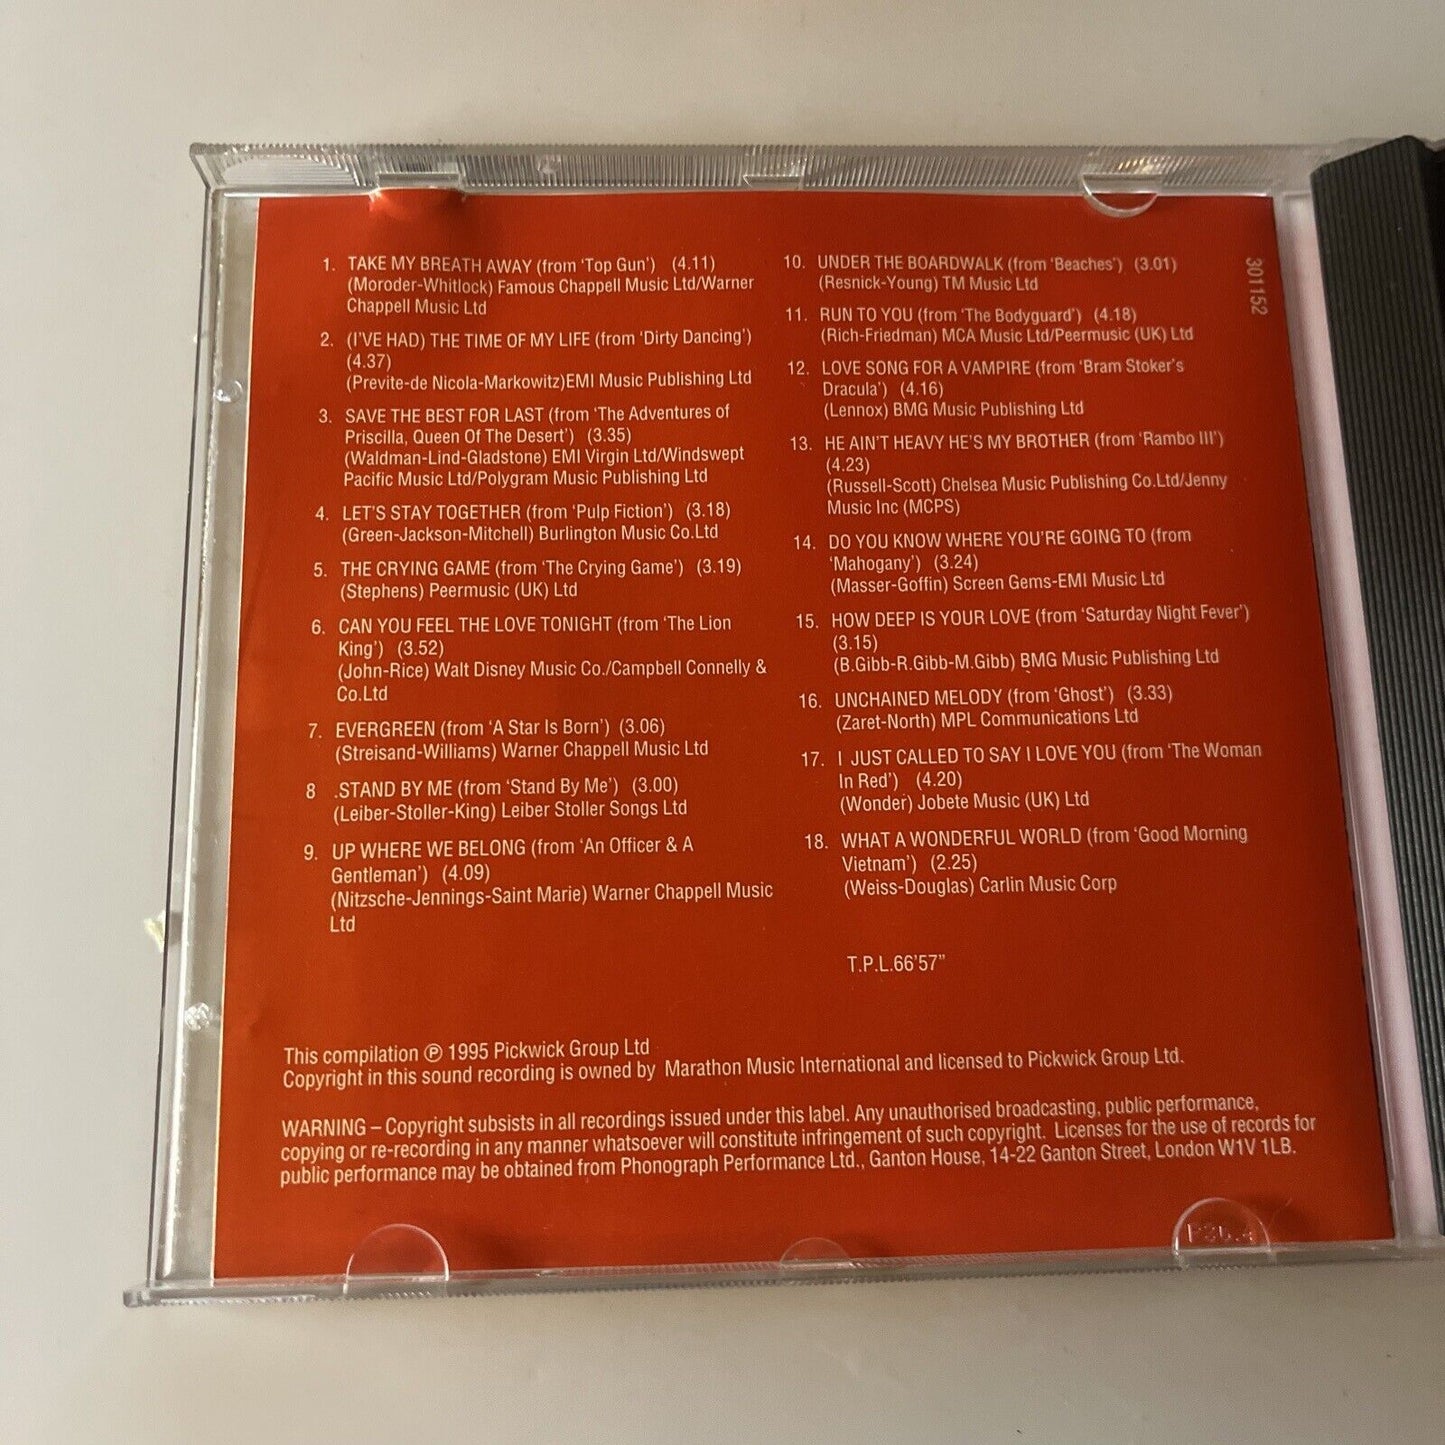 1. TAKE MY BREATH AWAY (from ‘Top Gun’) (4.11)
(Moroder-Whitlock) Famous Chappell Music Ltd/Warner
Chappell Music Ltd
2. (I’VE HAD) THE TIME OF MY LIFE (from ‘Dirty Dancing’)
(4.37)
(Previte-de Nicola-Markowitz)EMI Music Publishing Ltd
3. SAVE THE BEST FOR LAST (from ‘The Adventures of
Priscilla, Queen Of The Desert’) (3.35)
(Waldman-Lind-Gladstone) EMI Virgin Ltd/Windswept
Pacific Music Ltd/Polygram Music Publishing Ltd
4. LET’S STAY TOGETHER (from ‘Pulp Fiction’) (3.18)
(Green-Jackson-Mitchell) Burlington Music Co.Ltd
5. THE CRYING GAME (from ‘The Crying Game’) (3.19)
(Stephens) Peermusic (UK) Ltd
6. CAN YOU FEEL THE LOVE TONIGHT (from ‘The Lion
King’) (3.52)
(John-Rice) Walt Disney Music Co./Campbell Connelly &
Co.Ltd
7. EVERGREEN (from ‘A Star Is Born’) (3.06)
(Streisand-Williams) Warner Chappell Music Ltd
8 .STAND BY ME (from ‘Stand By Me’) (3.00)
(Leiber-Stoller-King) Leiber Stoller Songs Ltd
9. UP WHERE WE BELONG (from ‘An Officer & A
Gentleman’) (4.09)
(Nitzsche-Jennings-Saint Marie) Warner Chappell Music
Ltd
10. UNDER THE BOARDWALK (from ‘Beaches’) (3.01)
(Resnick-Young) TM Music Ltd
11. RUN TO YOU (from ‘The Bodyguard’) (4.18)
(Rich-Friedman) MCA Music Ltd/Peermusic (UK) Ltd
12. LOVE SONG FOR A VAMPIRE (from ‘Bram Stoker’s
Dracula’) (4.16)
(Lennox) BMG Music Publishing Ltd
13. HE AIN’T HEAVY HE’S MY BROTHER (from ‘Rambo III’)
(4.23)
(Russell-Scott) Chelsea Music Publishing Co.Ltd/Jenny
Music Inc (MCPS)
14. DO YOU KNOW WHERE YOU’RE GOING TO (from
‘Mahogany’) (3.24)
(Masser-Goffin) Screen Gems-EMI Music Ltd
15. HOW DEEP IS YOUR LOVE (from ‘Saturday Night Fever’)
(3.15)
(B.Gibb-R.Gibb-M.Gibb) BMG Music Publishing Ltd
16. UNCHAINED MELODY (from ‘Ghost’) (3.33)
(Zaret-North) MPL Communications Ltd
17. I JUST CALLED TO SAY I LOVE YOU (from ‘The Woman
In Red’) (4.20)
(Wonder) Jobete Music (UK) Ltd
18. WHAT A WONDERFUL WORLD (from ‘Good Morning
Vietnam’) (2.25)
(Weiss-Douglas) Carlin Music Corp
T.P.L.66’57”
301152
This compilation ℗ 1995 Pickwick Group Ltd
Copyright in this sound recording is owned by Marathon Music International and licensed to Pickwick Group Ltd.
WARNING – Copyright subsists in all recordings issued under this label. Any unauthorised broadcasting, public performance,
copying or re-recording in any manner whatsoever will constitute infringement of such copyright. Licenses for the use of records for
public performance may be obtained from Phonograph Performance Ltd., Ganton House, 14-22 Ganton Street, London W1V 1LB.